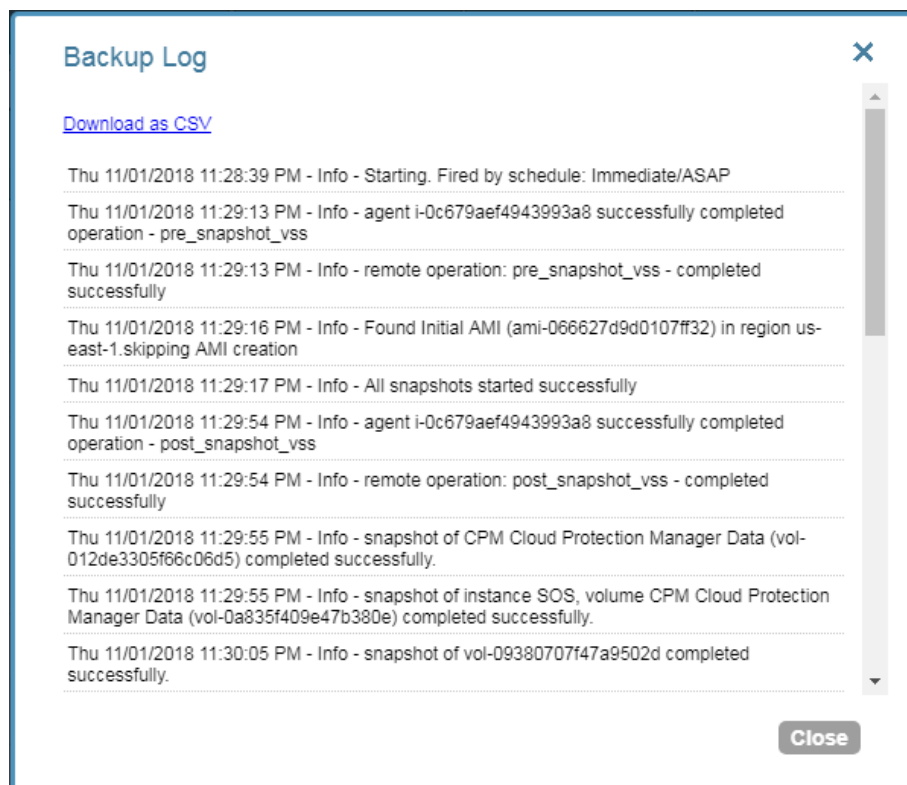 Backup Log
Download as CSV
Thu 11/01/2018 11:28:39 PM - Info - Starting. Fired by schedule: Immediate/ASAP
Thu 11/01/2018 11:29:13 PM - Info - agent i-0c679aef4943993a8 successfully completed
operation - pre_snapshot_vss
Thu 11/01/2018 11:29:13 PM - Info - remote operation: pre_snapshot_vss - completed
successfully
Thu 11/01/2018 11:29:16 PM - Info - Found Initial AMI (ami-066627d9d0107ff32) in region us-
east-1.skipping AMI creation
Thu 11/01/2018 11:29:17 PM - Info - All snapshots started successfully
Thu 11/01/2018 11:29:54 PM - Info - agent i-0c679aef4943993a8 successfully completed
operation - post_snapshot_vss
Thu 11/01/2018 11:29:54 PM - Info - remote operation: post_snapshot_vss - completed
successfully
Thu 11/01/2018 11:29:55 PM - Info - snapshot of CPM Cloud Protection Manager Data (vol-
012de3305f66c06d5) completed successfully.
Thu 11/01/2018 11:29:55 PM - Info - snapshot of instance SOS, volume CPM Cloud Protection
Manager Data (vol-0a835f409e47b380e) completed successfully.
Thu 11/01/2018 11:30:05 PM - Info - snapshot of vol-09380707f47a9502d completed
successfully.
Close